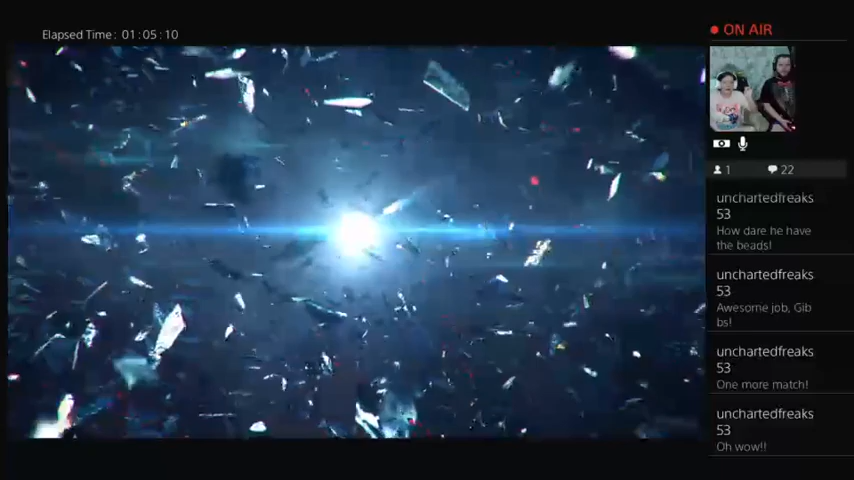 Elapsed Time: 01:05:10
ON AIR
1
22
unchartedfreaks
53
How dare he have
the beads!
unchartedfreaks
53
Awesome job, Gib
bs!
unchartedfreaks
53
One more match!
unchartedfreaks
53
Oh wow!!